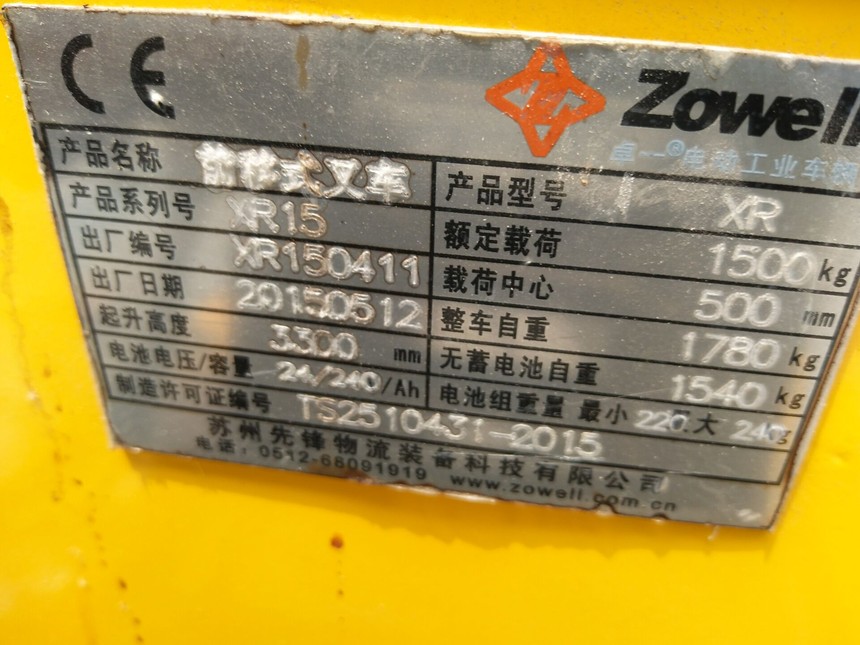 CE Zowell
卓一®电动工业车辆
产品名称 前移式叉车 产品型号 XR
产品系列号 XR15 额定载荷 1500 kg
出厂编号 XR150411 载荷中心 500 mm
出厂日期 20150512 整车自重 1780 kg
起升高度 3300 mm 无蓄电池自重 1540 kg
电池电压/容量 24/240/Ah 电池组重量 最小 220 大 240 kg
制造许可证编号 TS2510431-2015
苏州先锋物流装备科技有限公司
电话:0512-68091919 www.zowell.com.cn